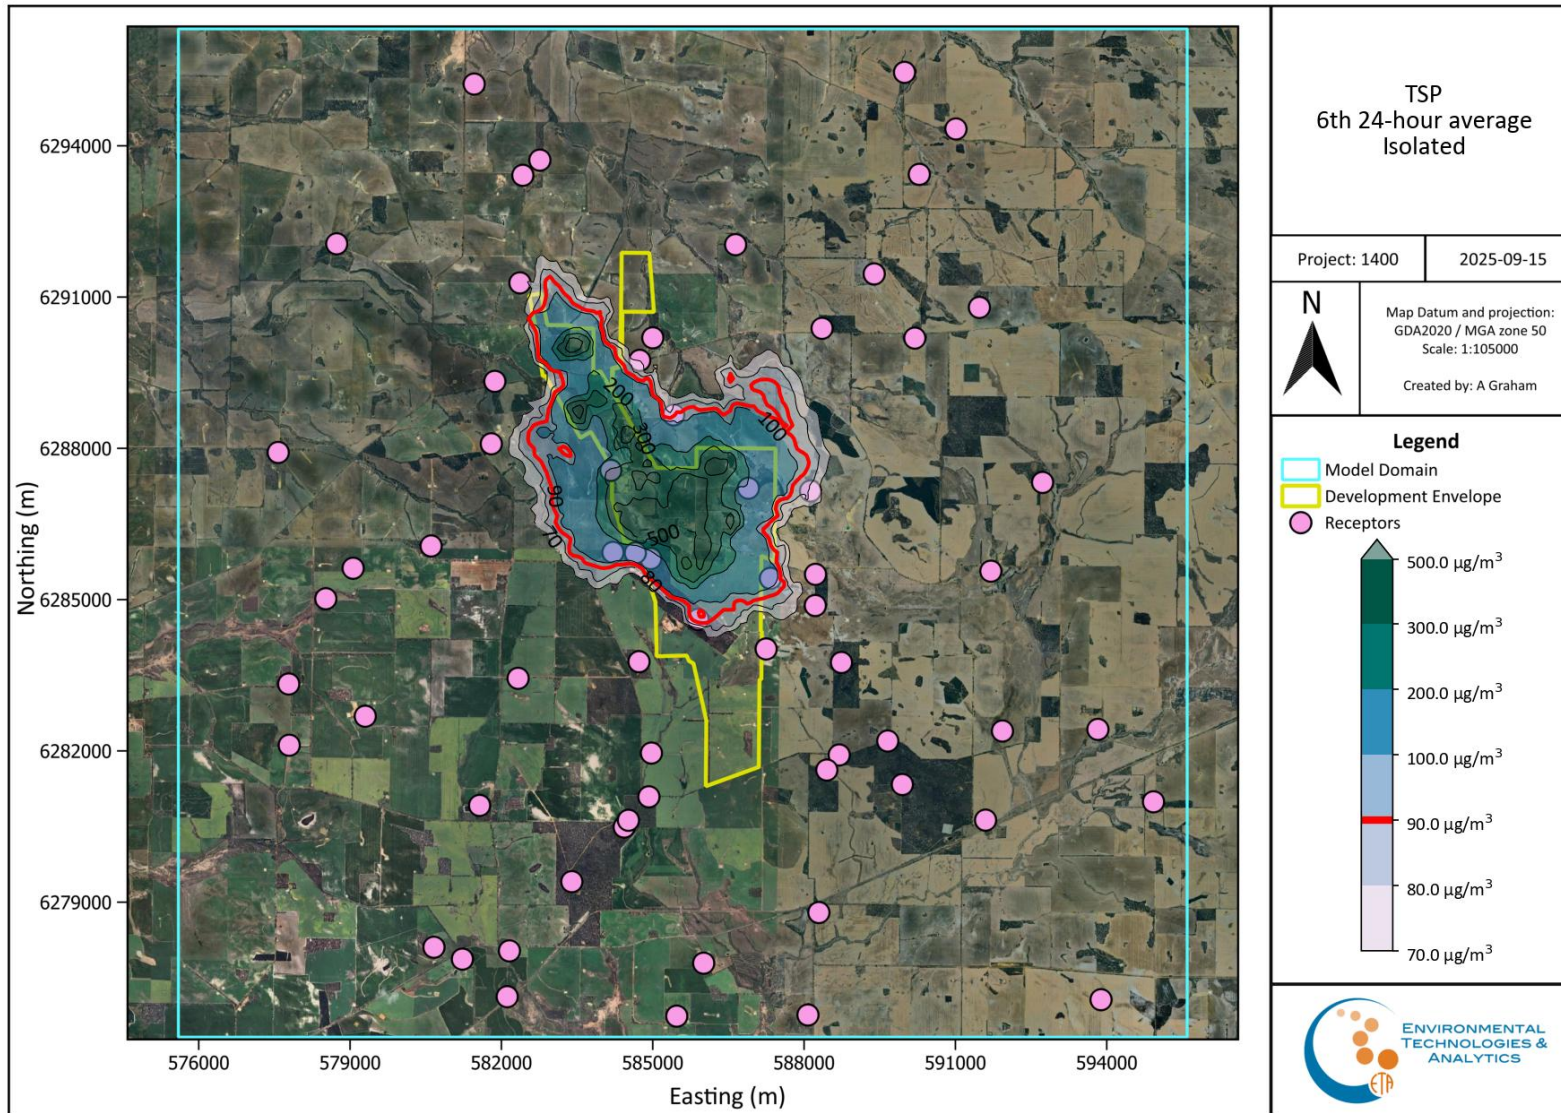 TSP
6th 24-hour average
Isolated
Project: 1400
2025-09-15
N
Map Datum and projection:
GDA2020 / MGA zone 50
Scale: 1:105000
Created by: A Graham
Legend
Model Domain
Development Envelope
Receptors
500.0 µg/m³
300.0 µg/m³
200.0 µg/m³
100.0 µg/m³
90.0 µg/m³
80.0 µg/m³
70.0 µg/m³
ENVIRONMENTAL
TECHNOLOGIES &
ANALYTICS
ETA
Northing (m)
6294000
6291000
6288000
6285000
6282000
6279000
200
300
100
90
70
500
80
576000
579000
582000
585000
588000
591000
594000
Easting (m)